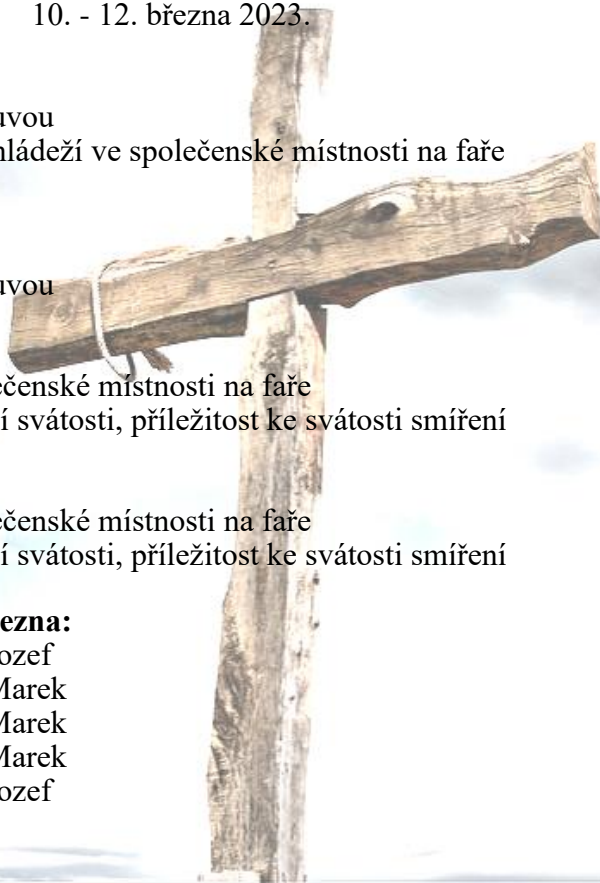 10. - 12. března 2023.
uvou
mládeží ve společenské místnosti na faře
uvou
ečenské místnosti na faře
í svátosti, příležitost ke svátosti smíření
ečenské místnosti na faře
í svátosti, příležitost ke svátosti smíření
ezna:
ozef
Marek
Marek
Marek
ozef